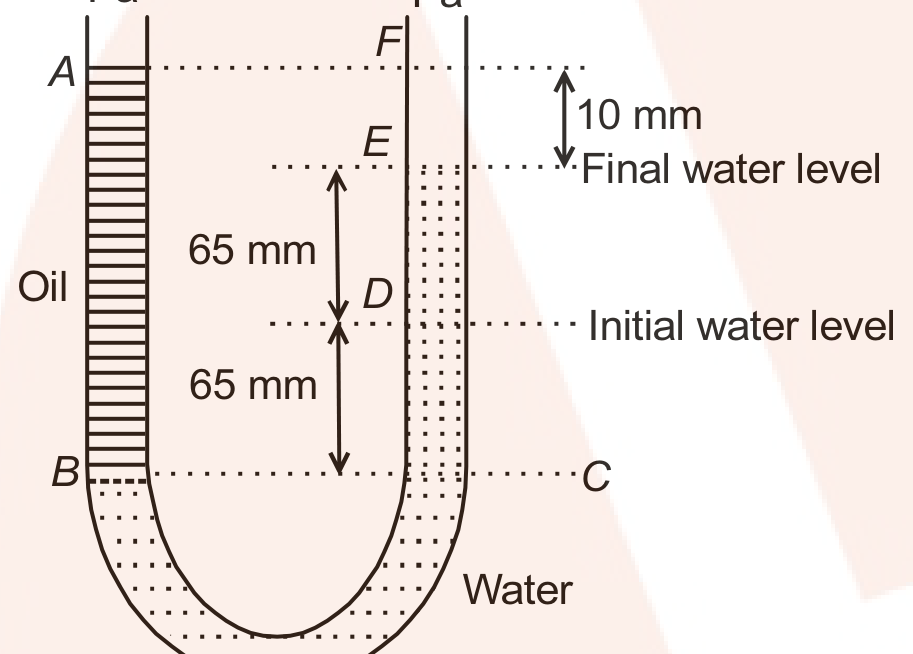 F
A
10 mm
E
Final water level
65 mm
Oil
D
Initial water level
65 mm
B
C
Water